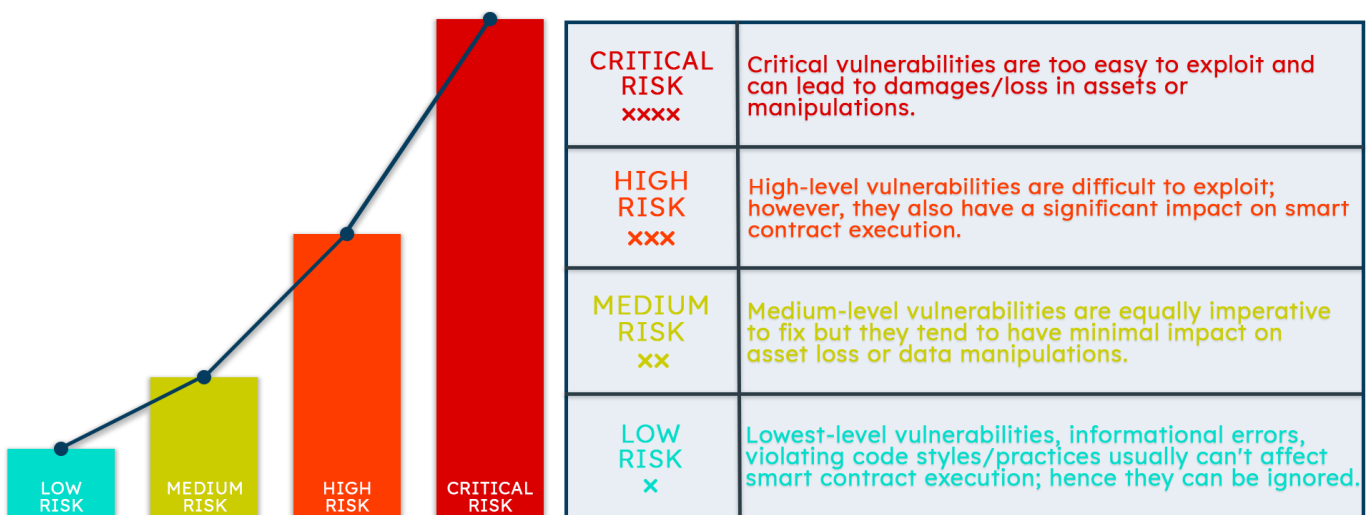 LOW
RISK
MEDIUM
RISK
HIGH
RISK
CRITICAL
RISK
CRITICAL
RISK
××××
Critical vulnerabilities are too easy to exploit and
can lead to damages/loss in assets or
manipulations.
HIGH
RISK
×××
High-level vulnerabilities are difficult to exploit;
however, they also have a significant impact on smart
contract execution.
MEDIUM
RISK
××
Medium-level vulnerabilities are equally imperative
to fix but they tend to have minimal impact on
asset loss or data manipulations.
LOW
RISK
×
Lowest-level vulnerabilities, informational errors,
violating code styles/practices usually can't affect
smart contract execution; hence they can be ignored.